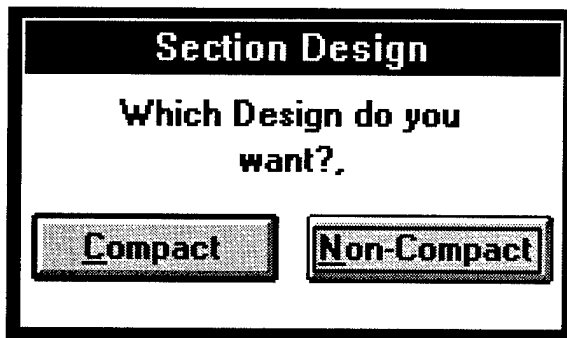 Section Design
Which Design do you
want?,
Compact
Non-Compact